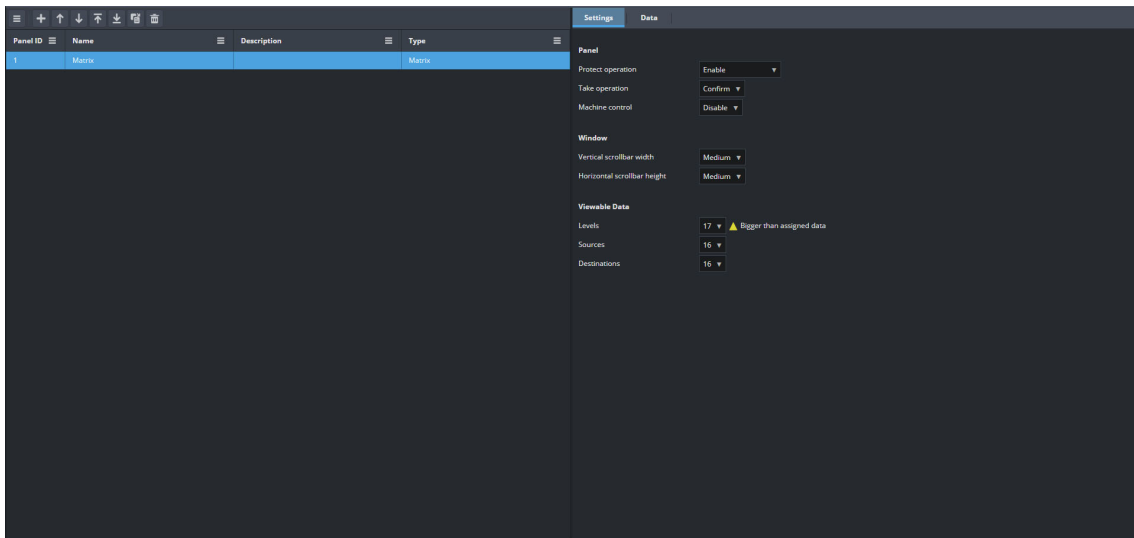 Settings Data
Panel ID Name Description Type
1 Matrix Matrix
Panel
Protect operation Enable
Take operation Confirm
Machine control Disable
Window
Vertical scrollbar width Medium
Horizontal scrollbar height Medium
Viewable Data
Levels 17 Bigger than assigned data
Sources 16
Destinations 16